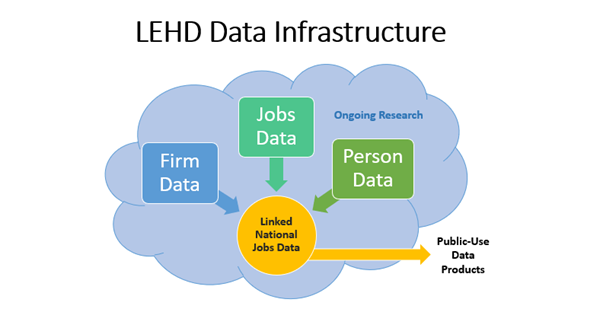 LEHD Data Infrastructure
Jobs
Data
Ongoing Research
Firm
Data
Person
Data
Linked
National
Jobs Data
Public-Use
Data
Products